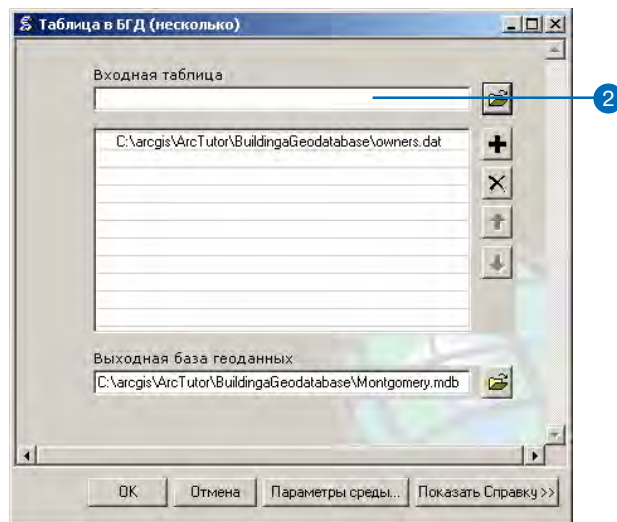 Таблица в БГД (несколько)
Входная таблица
2
C:\arcgis\ArcTutor\BuildingaGeodatabase\owners.dat
Выходная база геоданных
C:\arcgis\ArcTutor\BuildingaGeodatabase\Montgomery.mdb
OK
Отмена
Параметры среды...
Показать Справку >>